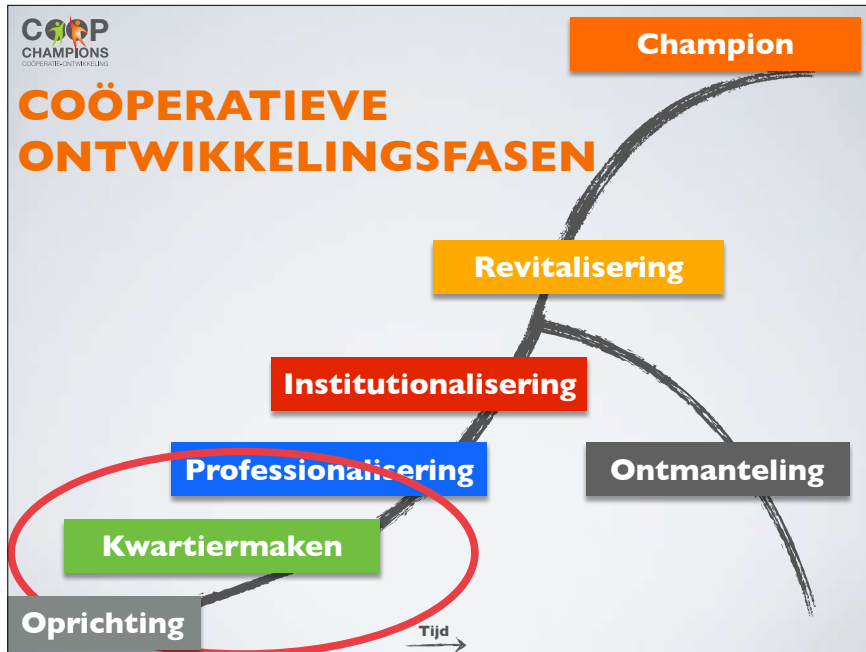 COOP
CHAMPIONS
COÖPERATIE-ONTWIKKELING
COÖPERATIEVE
ONTWIKKELINGSFASEN
Champion
Revitalisering
Institutionalisering
Professionalisering
Ontmanteling
Kwartiermaken
Oprichting
Tijd